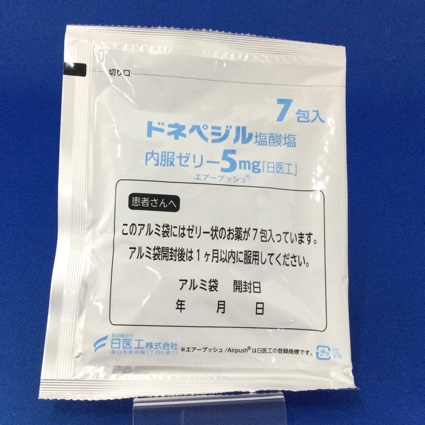 切り口
7包入
ドネペジル塩酸塩
内服ゼリー5mg「日医工」
エアープッシュ®
患者さんへ
このアルミ袋にはゼリー状のお薬が7包入っています。
アルミ袋開封後は1ヶ月以内に服用してください。
アルミ袋 開封日
年 月 日
日医工株式会社
※エアープッシュ/Airpush®は日医工の登録商標です。